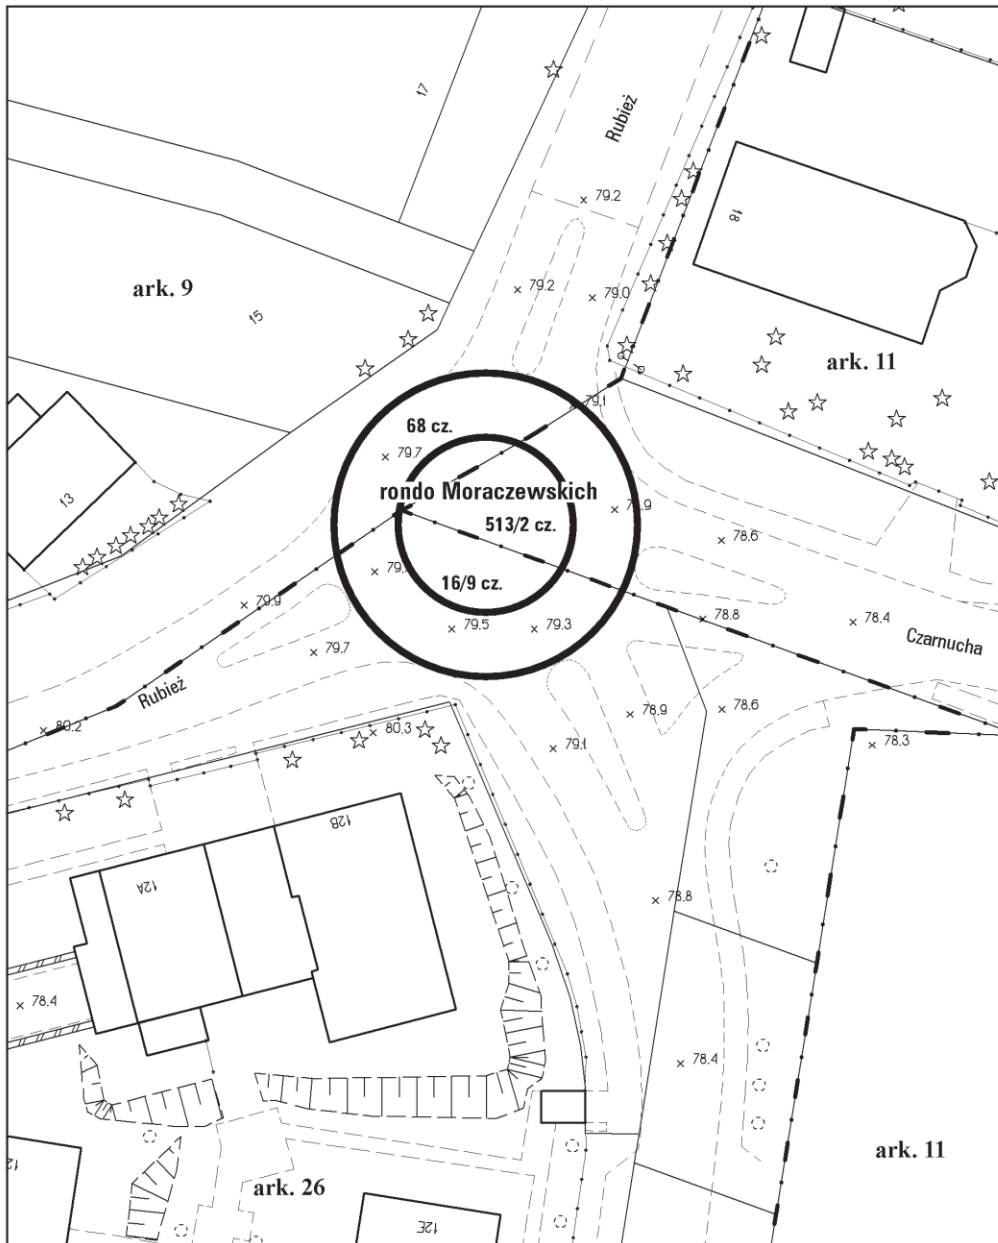 17
Rubież
79.2
18
79.2
79.0
ark. 9
15
ark. 11
79.1
68 cz.
79.7
rondo Moraczewskich
13
513/2 cz.
78.6
16/9 cz.
79.9
78.8
78.4
79.5
79.3
Czarnucha
79.7
Rubież
78.9
78.6
80.2
80.3
79.1
78.3
12B
12A
78.8
78.4
78.4
ark. 11
ark. 26
12E